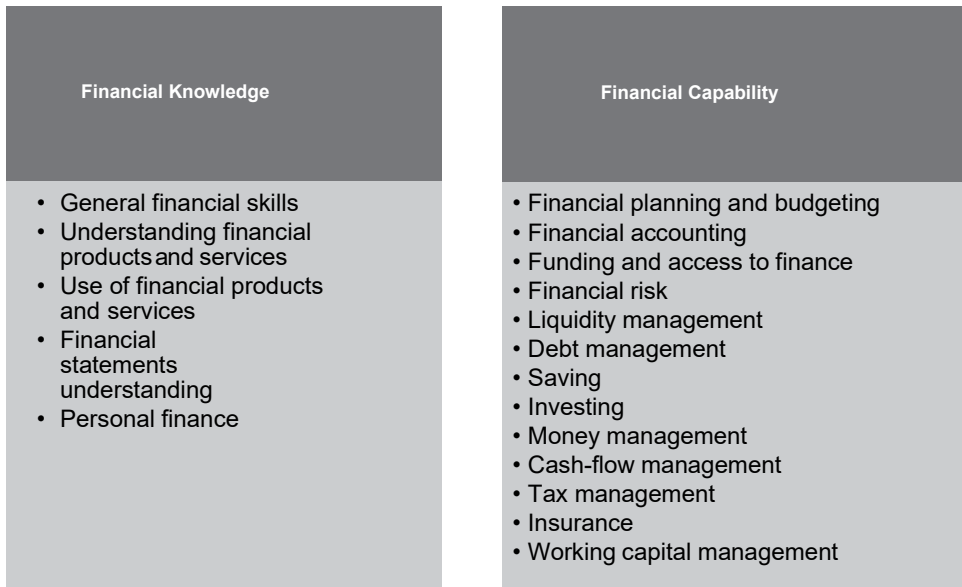 Financial Knowledge
• General financial skills
• Understanding financial
products and services
• Use of financial products
and services
• Financial
statements
understanding
• Personal finance
Financial Capability
• Financial planning and budgeting
• Financial accounting
• Funding and access to finance
• Financial risk
• Liquidity management
• Debt management
• Saving
• Investing
• Money management
• Cash-flow management
• Tax management
• Insurance
• Working capital management